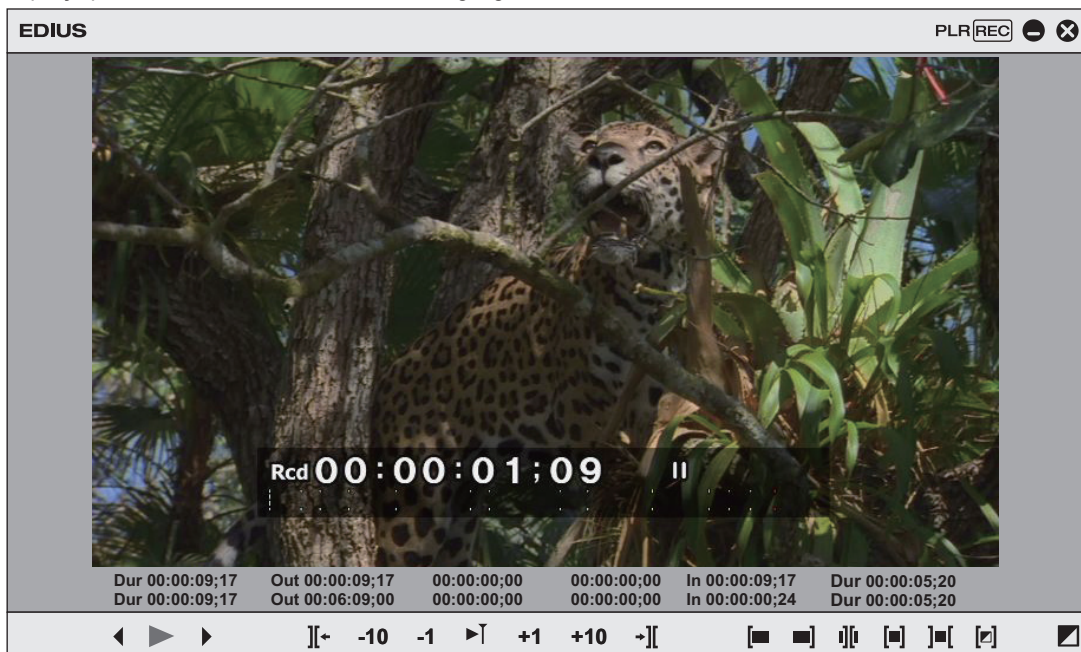 EDIUS PLR REC
Rcd 00:00:01;09
Dur 00:00:09;17 Out 00:00:09;17 00:00:00;00 00:00:00;00 In 00:00:09;17 Dur 00:00:05;20
Dur 00:00:09;17 Out 00:06:09;00 00:00:00;00 00:00:00;00 In 00:00:00;24 Dur 00:00:05;20
-10 -1 +1 +10